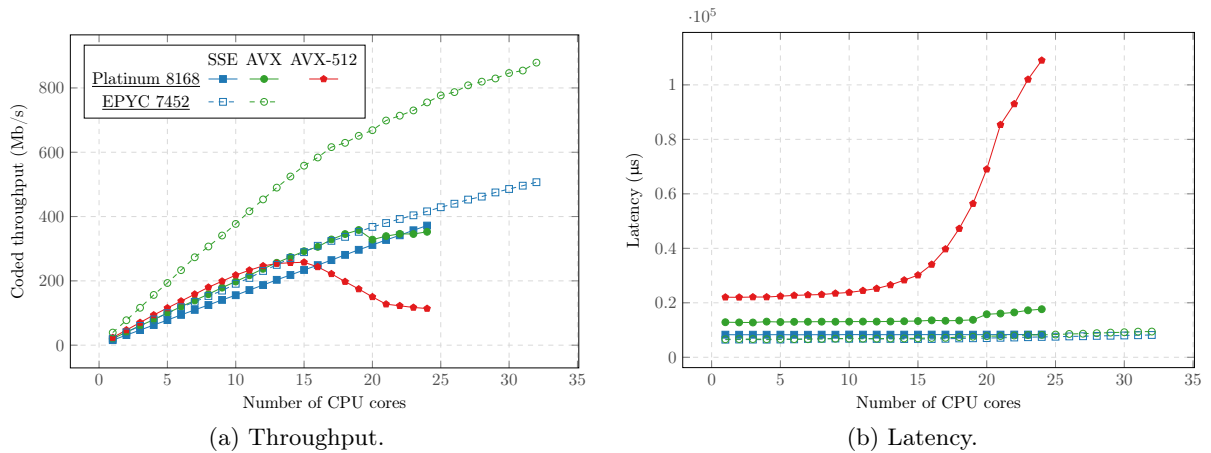 SSE AVX AVX-512
Platinum 8168
EPYC 7452
Coded throughput (Mb/s)
800
600
400
200
0
0 5 10 15 20 25 30 35
Number of CPU cores
(a) Throughput.
·10⁵
Latency (µs)
1
0.8
0.6
0.4
0.2
0
0 5 10 15 20 25 30 35
Number of CPU cores
(b) Latency.